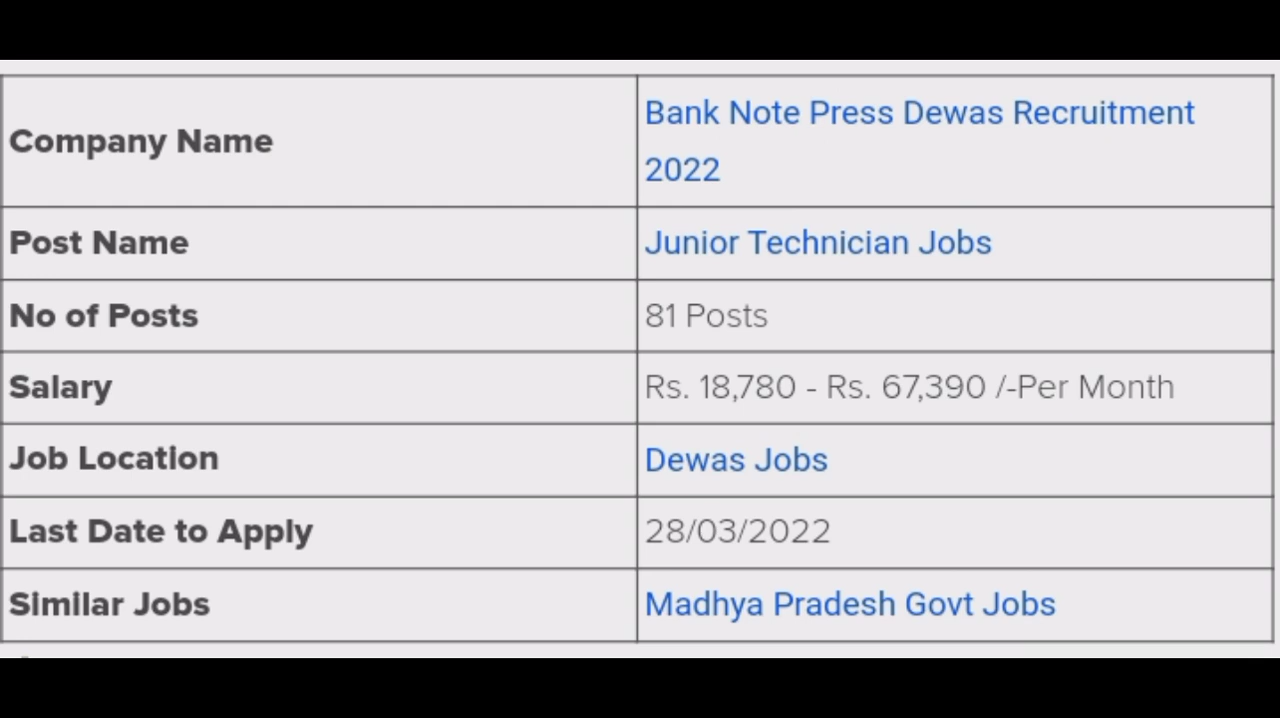 Company Name
Bank Note Press Dewas Recruitment
2022
Post Name
Junior Technician Jobs
No of Posts
81 Posts
Salary
Rs. 18,780 - Rs. 67,390 /-Per Month
Job Location
Dewas Jobs
Last Date to Apply
28/03/2022
Similar Jobs
Madhya Pradesh Govt Jobs